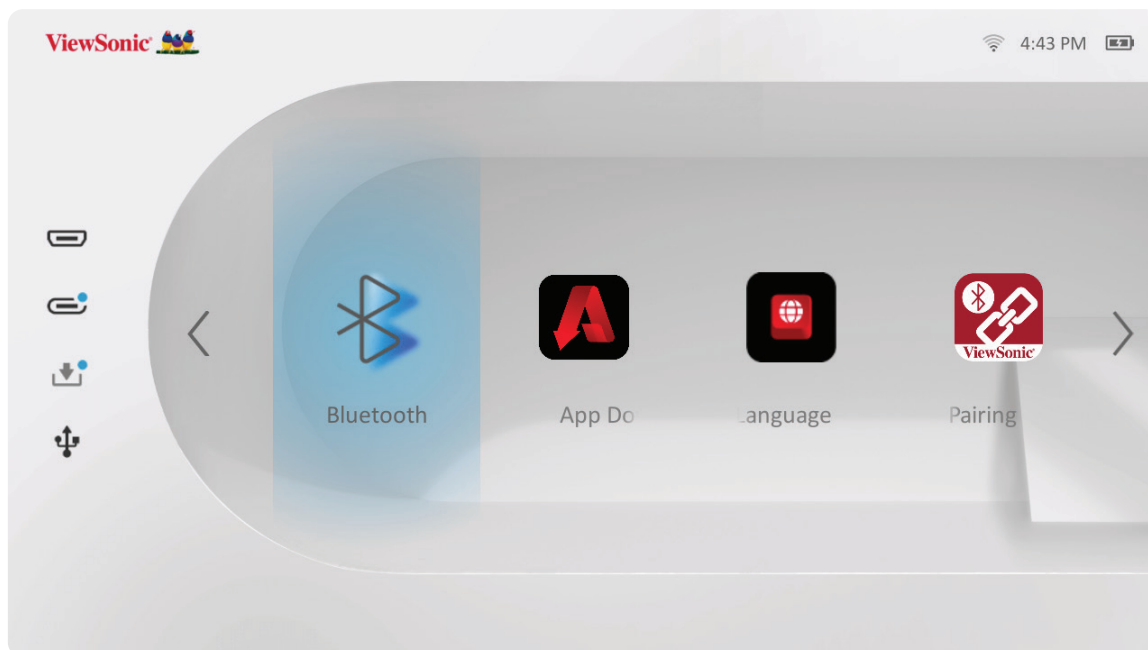 ViewSonic
4:43 PM
ViewSonic
Bluetooth
App Do
Language
Pairing